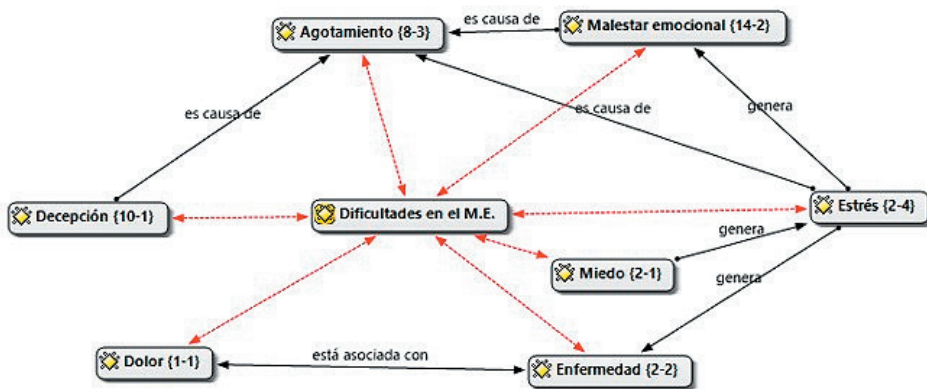 es causa de
Malestar emocional {14-2}
Agotamiento {8-3}
es causa de
es causa de
genera
Decepción {10-1}
Dificultades en el M.E.
Estrés {2-4}
genera
Miedo {2-1}
genera
está asociada con
Dolor {1-1}
Enfermedad {2-2}